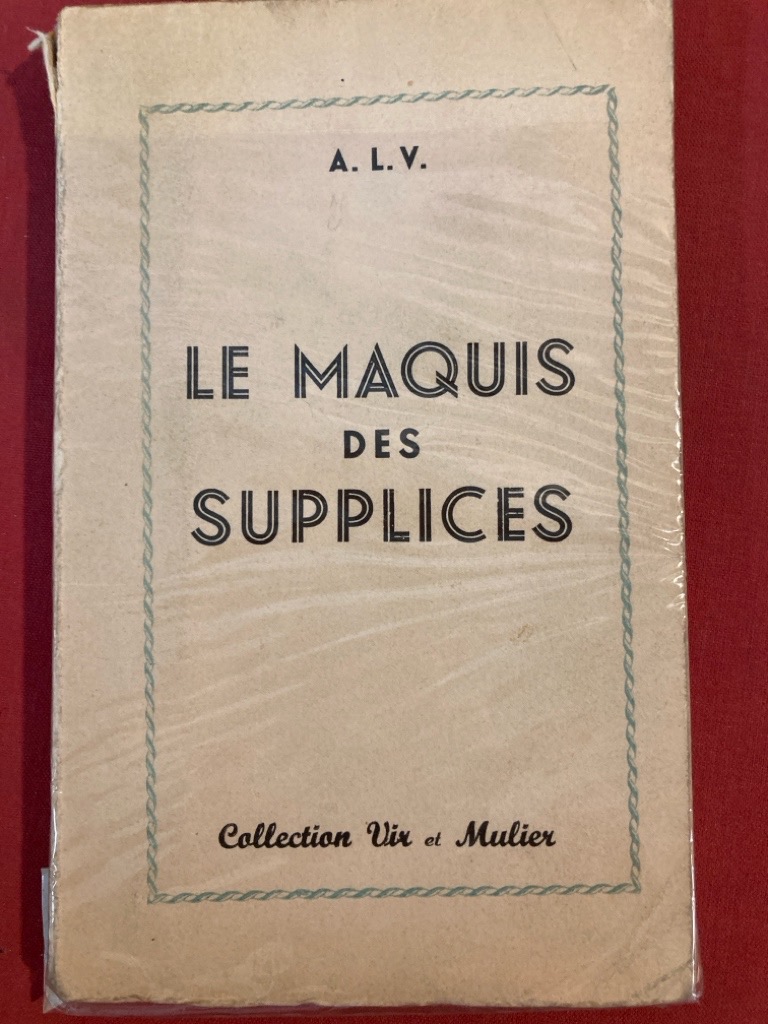 A. L. V.
LE MAQUIS
DES
SUPPLICES
Collection Vir et Mulier